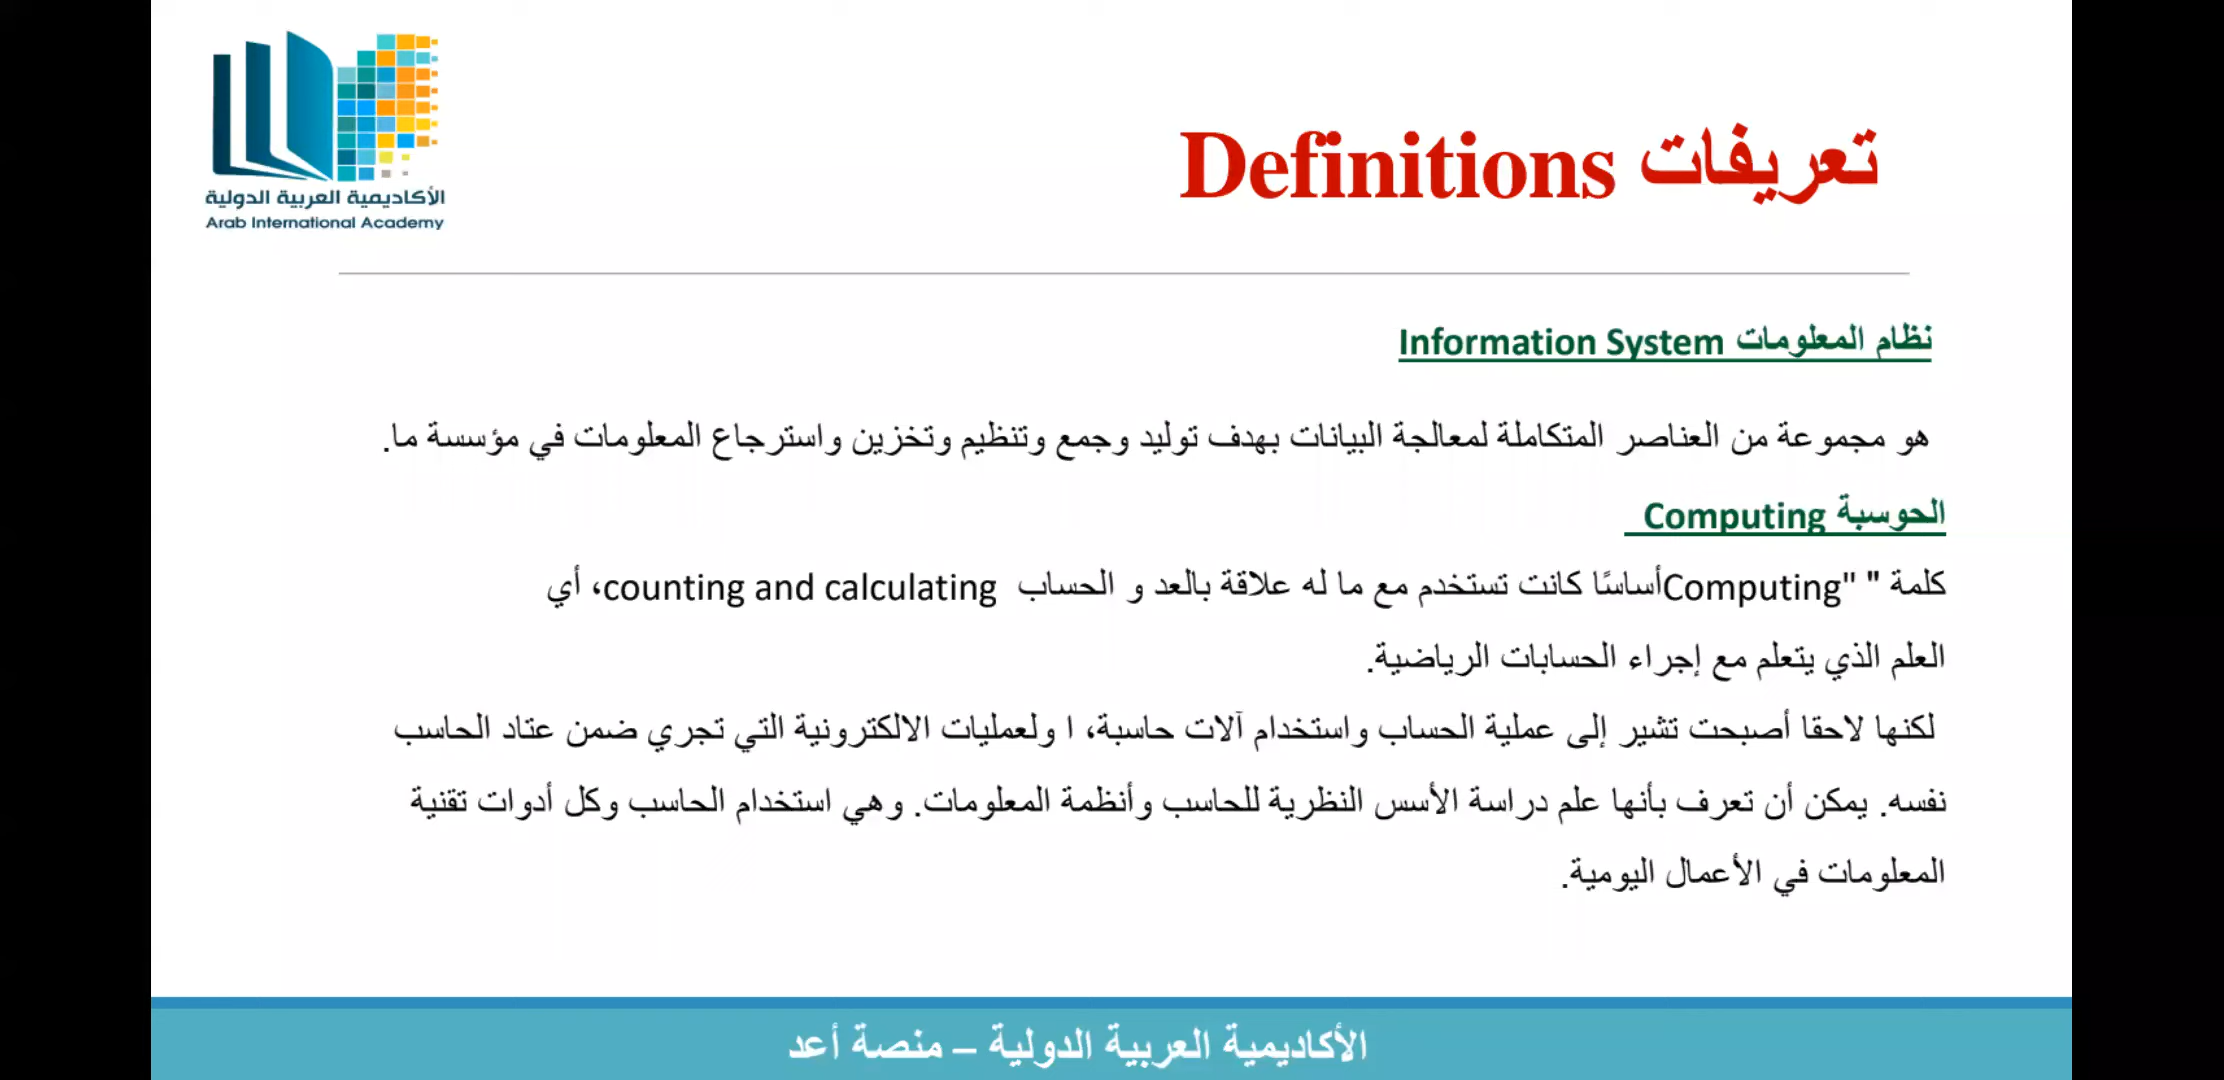 الأكاديمية العربية الدولية
Arab International Academy
تعريفات Definitions
نظام المعلومات Information System
هو مجموعة من العناصر المتكاملة لمعالجة البيانات بهدف توليد وجمع وتنظيم وتخزين واسترجاع المعلومات في مؤسسة ما.
الحوسبة Computing
كلمة " "Computingأساسًا كانت تستخدم مع ما له علاقة بالعد و الحساب counting and calculating، أي
العلم الذي يتعلم مع إجراء الحسابات الرياضية.
لكنها لاحقا أصبحت تشير إلى عملية الحساب واستخدام آلات حاسبة، ا ولعمليات الالكترونية التي تجري ضمن عتاد الحاسب
نفسه. يمكن أن تعرف بأنها علم دراسة الأسس النظرية للحاسب وأنظمة المعلومات. وهي استخدام الحاسب وكل أدوات تقنية
المعلومات في الأعمال اليومية.
الأكاديمية العربية الدولية – منصة أعد